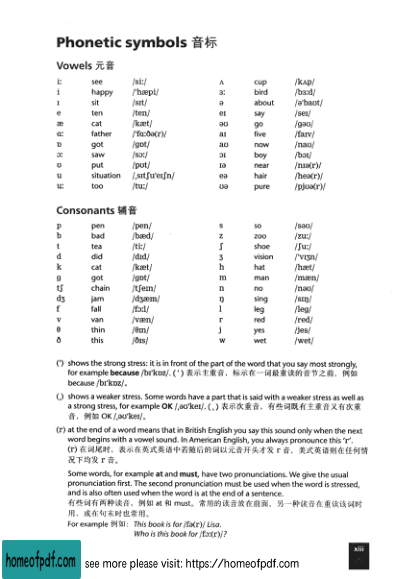 Phonetic symbols 音标
Vowels 元音
iː see /siː/ ʌ cup /kʌp/
i happy /ˈhæpi/ ɜː bird /bɜːd/
ɪ sit /sɪt/ ə about /əˈbaʊt/
e ten /ten/ eɪ say /seɪ/
æ cat /kæt/ əʊ go /ɡəʊ/
ɑː father /ˈfɑːðə(r)/ aɪ five /faɪv/
ɒ got /ɡɒt/ aʊ now /naʊ/
ɔː saw /sɔː/ ɔɪ boy /bɔɪ/
ʊ put /pʊt/ ɪə near /nɪə(r)/
u situation /ˌsɪtʃuˈeɪʃn/ eə hair /heə(r)/
uː too /tuː/ ʊə pure /pjʊə(r)/
Consonants 辅音
p pen /pen/ s so /səʊ/
b bad /bæd/ z zoo /zuː/
t tea /tiː/ ʃ shoe /ʃuː/
d did /dɪd/ ʒ vision /ˈvɪʒn/
k cat /kæt/ h hat /hæt/
ɡ got /ɡɒt/ m man /mæn/
tʃ chain /tʃeɪn/ n no /nəʊ/
dʒ jam /dʒæm/ ŋ sing /sɪŋ/
f fall /fɔːl/ l leg /leɡ/
v van /væn/ r red /red/
θ thin /θɪn/ j yes /jes/
ð this /ðɪs/ w wet /wet/
(ˈ) shows the strong stress: it is in front of the part of the word that you say most strongly,
for example because /bɪˈkɒz/. (ˈ) 表示主重音，标示在一词最重读的音节之前，例如
because /bɪˈkɒz/。
(ˌ) shows a weaker stress. Some words have a part that is said with a weaker stress as well as
a strong stress, for example OK /ˌəʊˈkeɪ/. (ˌ) 表示次重音，有些词既有主重音又有次重
音，例如 OK /ˌəʊˈkeɪ/。
(r) at the end of a word means that in British English you say this sound only when the next
word begins with a vowel sound. In American English, you always pronounce this 'r'.
(r) 在词尾时，表示在英式英语中若随后的词以元音开头才发 r 音，美式英语则在任何情
况下均发 r 音。
Some words, for example at and must, have two pronunciations. We give the usual
pronunciation first. The second pronunciation must be used when the word is stressed,
and is also often used when the word is at the end of a sentence.
有些词有两种读音，例如 at 和 must。常用的读音放在前面，另一种读音在重读该词时
用，或在句末时也常用。
For example 例如： This book is for /fə(r)/ Lisa.
Who is this book for /fɔː(r)/?
xiii
homeofpdf.com see more please visit: https://homeofpdf.com